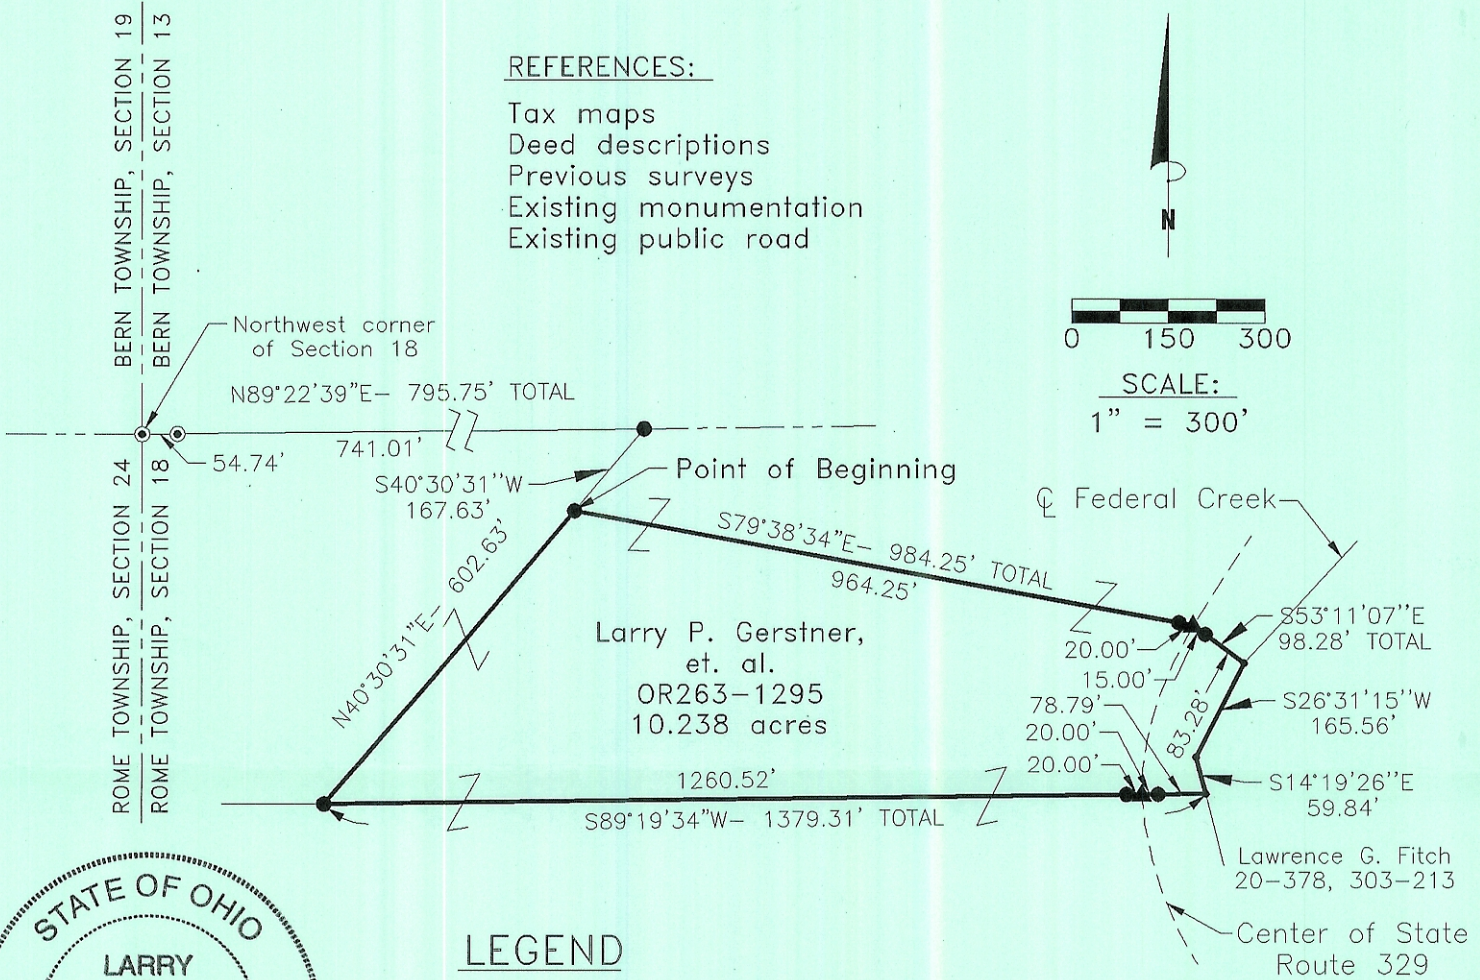 BERN TOWNSHIP, SECTION 19
BERN TOWNSHIP, SECTION 13
REFERENCES:
Tax maps
Deed descriptions
Previous surveys
Existing monumentation
Existing public road
N
0 150 300
SCALE:
1" = 300'
Northwest corner
of Section 18
N89°22'39"E- 795.75' TOTAL
741.01'
54.74'
S40°30'31"W
167.63'
Point of Beginning
℄ Federal Creek
S79°38'34"E- 984.25' TOTAL
964.25'
N40°30'31"E- 602.63'
Larry P. Gerstner,
et. al.
OR263-1295
10.238 acres
S53°11'07"E
98.28' TOTAL
20.00'
15.00'
78.79'
20.00'
20.00'
83.28'
S26°31'15"W
165.56'
S14°19'26"E
59.84'
1260.52'
S89°19'34"W- 1379.31' TOTAL
ROME TOWNSHIP, SECTION 24
ROME TOWNSHIP, SECTION 18
Lawrence G. Fitch
20-378, 303-213
Center of State
Route 329
STATE OF OHIO
LARRY
LEGEND